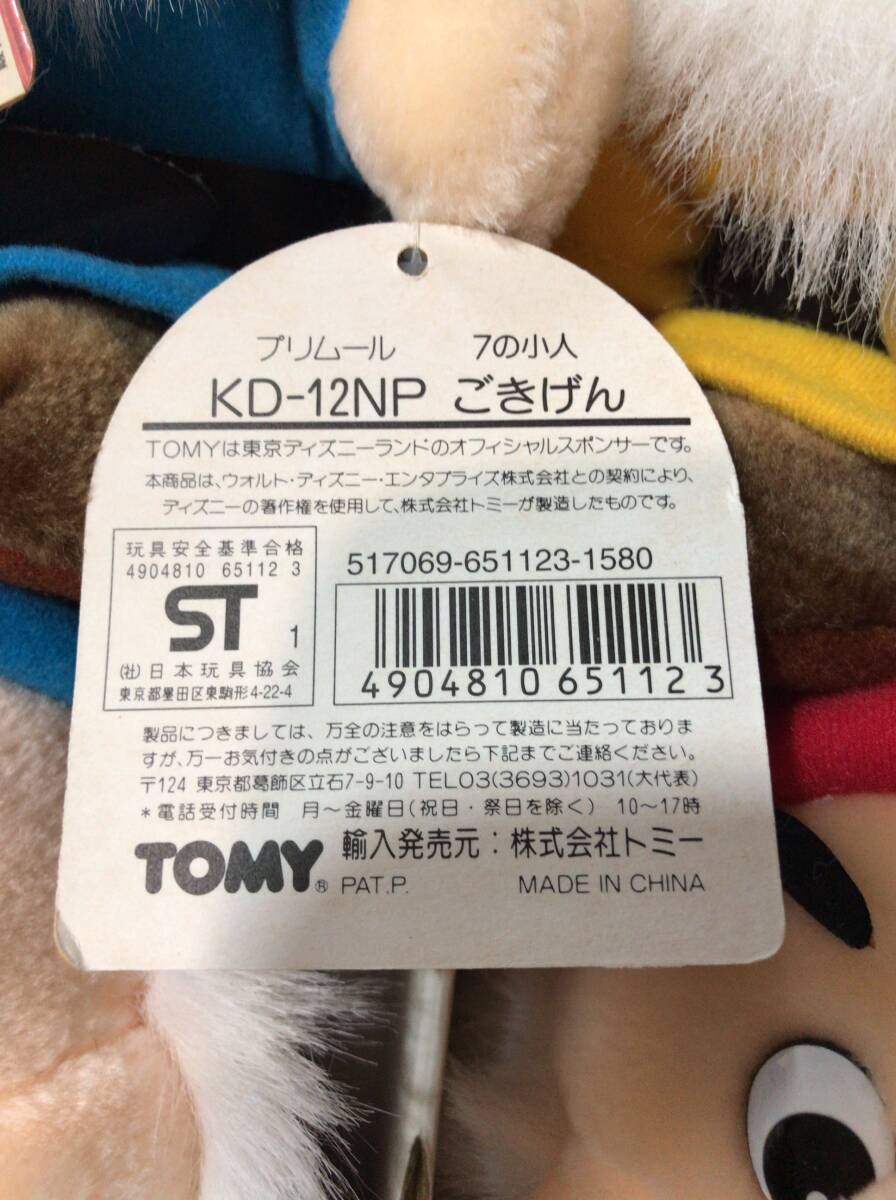 プリムール　7の小人
KD-12NP ごきげん
TOMYは東京ディズニーランドのオフィシャルスポンサーです。
本商品は、ウォルト・ディズニー・エンタプライズ株式会社との契約により、
ディズニーの著作権を使用して、株式会社トミーが製造したものです。
玩具安全基準合格
4904810 65112 3
ST 1
(社)日本玩具協会
東京都墨田区東駒形4-22-4
517069-651123-1580
4904810 651123
製品につきましては、万全の注意をはらって製造に当たっておりま
すが、万一お気付きの点がございましたら下記までご連絡ください。
〒124 東京都葛飾区立石7-9-10 TEL03(3693)1031(大代表)
*電話受付時間 月〜金曜日(祝日・祭日を除く) 10〜17時
TOMY® 輸入発売元：株式会社トミー
PAT.P. MADE IN CHINA